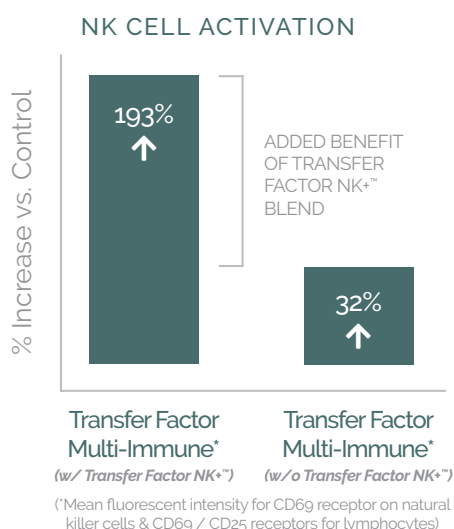 NK CELL ACTIVATION
% Increase vs. Control
193%
ADDED BENEFIT
OF TRANSFER
FACTOR NK+™
BLEND
32%
Transfer Factor
Multi-Immune*
(w/ Transfer Factor NK+™)
Transfer Factor
Multi-Immune*
(w/o Transfer Factor NK+™)
(*Mean fluorescent intensity for CD69 receptor on natural
killer cells & CD69 / CD25 receptors for lymphocytes)